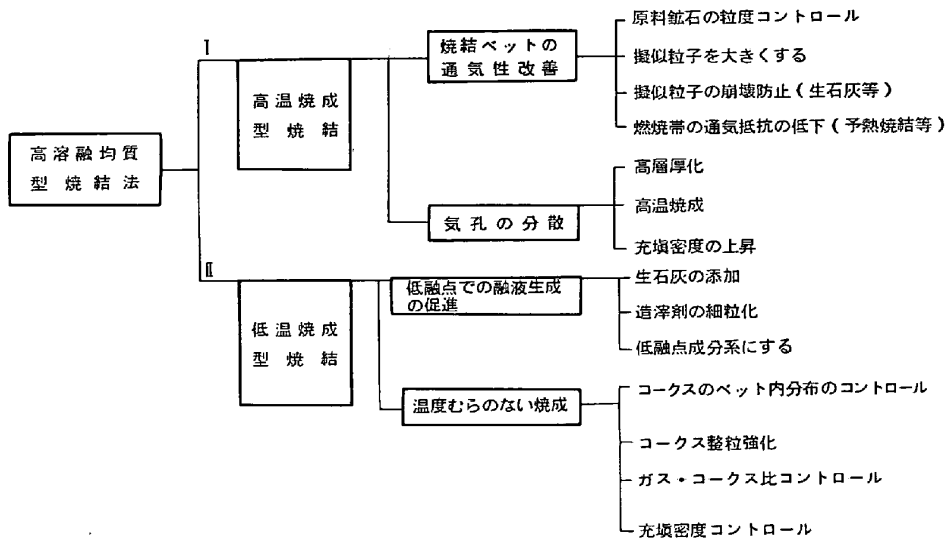 高溶融均質
型焼結法
I
高温焼成
型焼結
焼結ベットの
通気性改善
原料鉱石の粒度コントロール
擬似粒子を大きくする
擬似粒子の崩壊防止(生石灰等)
燃焼帯の通気抵抗の低下(予熱焼結等)
気孔の分散
高層厚化
高温焼成
充塡密度の上昇
II
低温焼成
型焼結
低融点での融液生成
の促進
生石灰の添加
造滓剤の細粒化
低融点成分系にする
温度むらのない焼成
コークスのベット内分布のコントロール
コークス整粒強化
ガス・コークス比コントロール
充塡密度コントロール